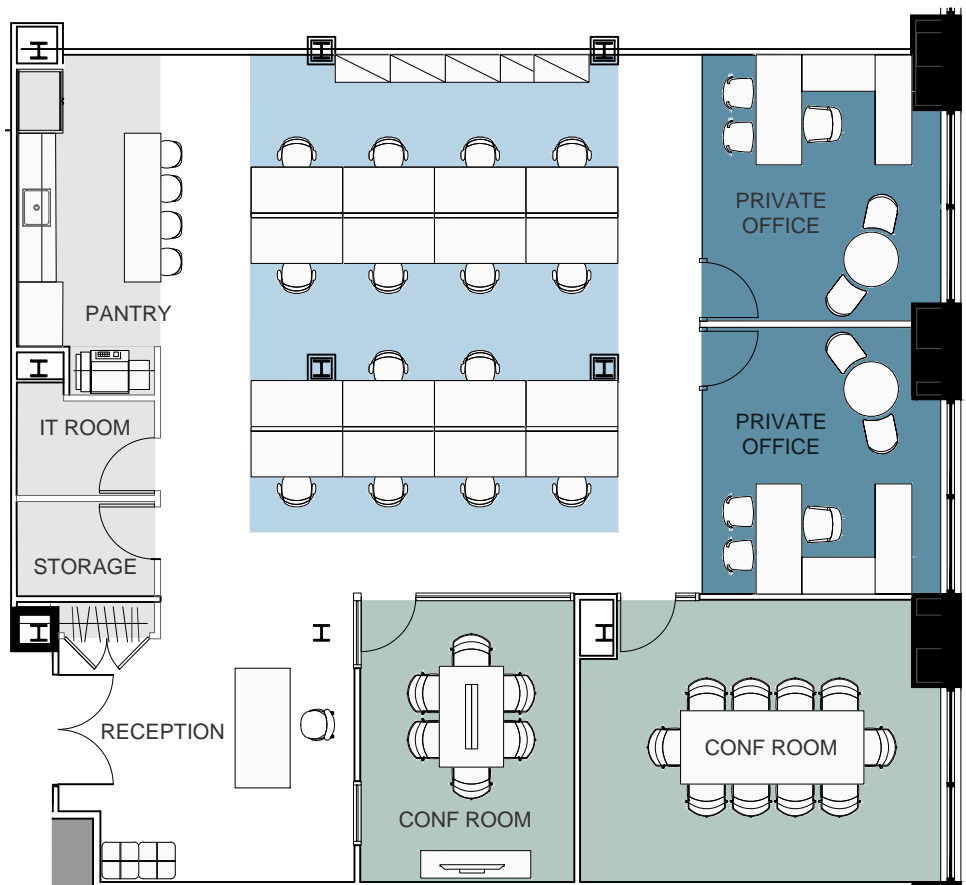 PRIVATE
OFFICE
PANTRY
IT ROOM
PRIVATE
OFFICE
STORAGE
RECEPTION
CONF ROOM
CONF ROOM